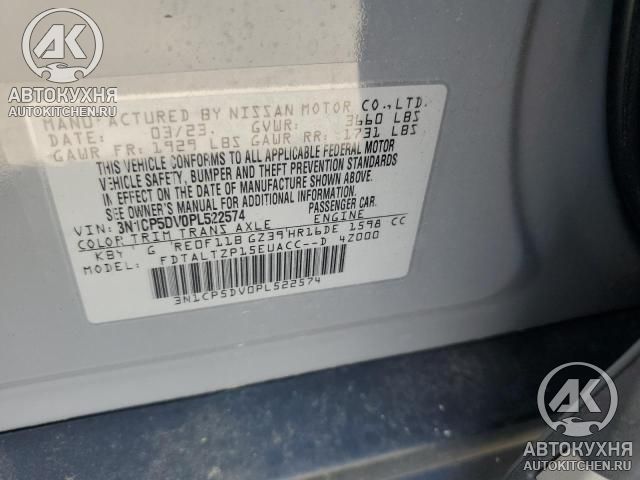 AK
АВТОКУХНЯ
AUTOKITCHEN.RU
MANUFACTURED BY NISSAN MOTOR CO., LTD.
DATE: 03/23. GVWR: 3660 LBS
GAWR FR: 1929 LBS GAWR RR: 1731 LBS
THIS VEHICLE CONFORMS TO ALL APPLICABLE FEDERAL MOTOR
VEHICLE SAFETY, BUMPER AND THEFT PREVENTION STANDARDS
IN EFFECT ON THE DATE OF MANUFACTURE SHOWN ABOVE.
SEE OWNER MANUAL FOR ADDITIONAL INFORMATION
VIN: 3N1CP5DV0PL522574 PASSENGER CAR.
COLOR TRIM TRANS AXLE ENGINE
KBY G RE0F11B GZ39 HR16DE 1598 CC
MODEL: FDTALTZP15EUACC--D 4Z000
3N1CP5DV0PL522574
AK
АВТОКУХНЯ
AUTOKITCHEN.RU